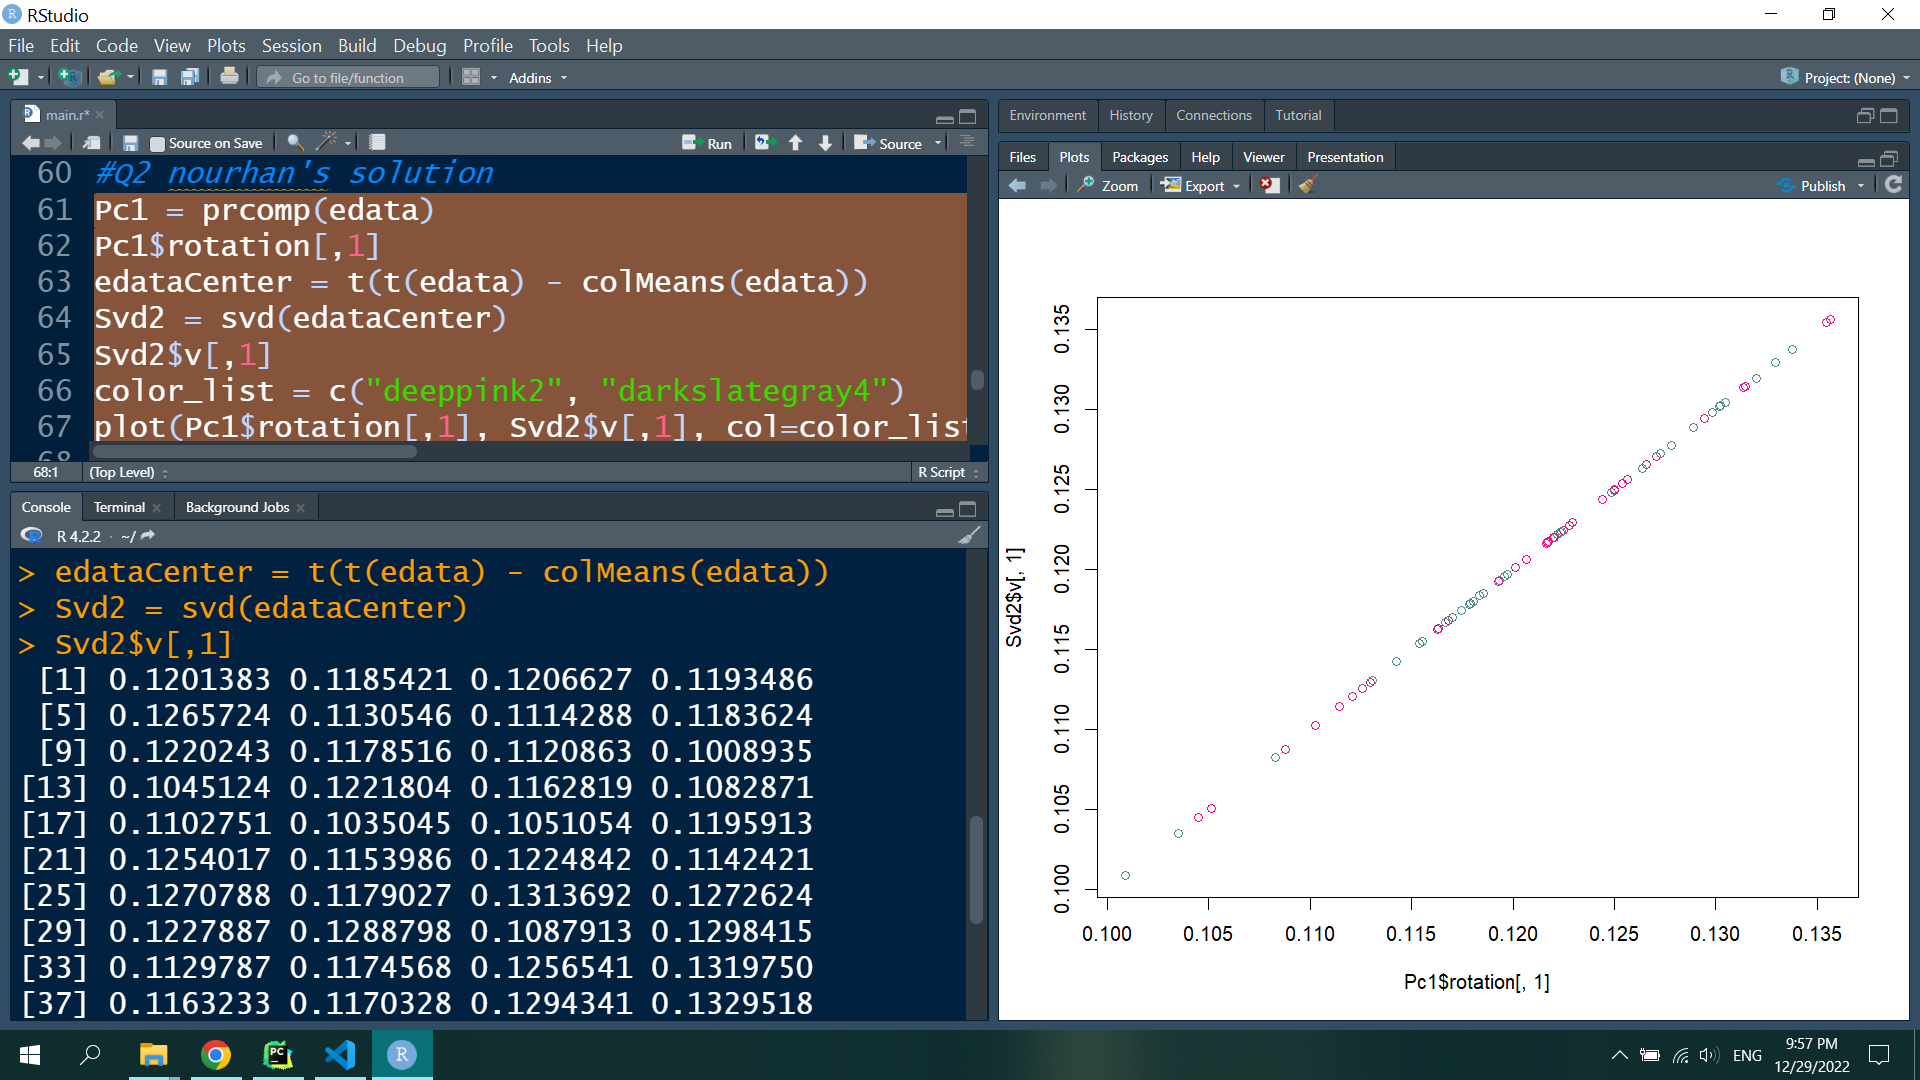 RStudio
File Edit Code View Plots Session Build Debug Profile Tools Help
Go to file/function Addins Project: (None)
main.r*
Source on Save Run Source
60 #Q2 nourhan's solution
61 Pc1 = prcomp(edata)
62 Pc1$rotation[,1]
63 edataCenter = t(t(edata) - colMeans(edata))
64 Svd2 = svd(edataCenter)
65 Svd2$v[,1]
66 color_list = c("deeppink2", "darkslategray4")
67 plot(Pc1$rotation[,1], Svd2$v[,1], col=color_lis
68
68:1 (Top Level) R Script
Console Terminal Background Jobs
R 4.2.2 · ~/
> edataCenter = t(t(edata) - colMeans(edata))
> Svd2 = svd(edataCenter)
> Svd2$v[,1]
[1] 0.1201383 0.1185421 0.1206627 0.1193486
[5] 0.1265724 0.1130546 0.1114288 0.1183624
[9] 0.1220243 0.1178516 0.1120863 0.1008935
[13] 0.1045124 0.1221804 0.1162819 0.1082871
[17] 0.1102751 0.1035045 0.1051054 0.1195913
[21] 0.1254017 0.1153986 0.1224842 0.1142421
[25] 0.1270788 0.1179027 0.1313692 0.1272624
[29] 0.1227887 0.1288798 0.1087913 0.1298415
[33] 0.1129787 0.1174568 0.1256541 0.1319750
[37] 0.1163233 0.1170328 0.1294341 0.1329518
Environment History Connections Tutorial
Files Plots Packages Help Viewer Presentation
Zoom Export Publish
Svd2$v[, 1]
0.135
0.130
0.125
0.120
0.115
0.110
0.105
0.100
0.100 0.105 0.110 0.115 0.120 0.125 0.130 0.135
Pc1$rotation[, 1]
PC
R
ENG
9:57 PM
12/29/2022